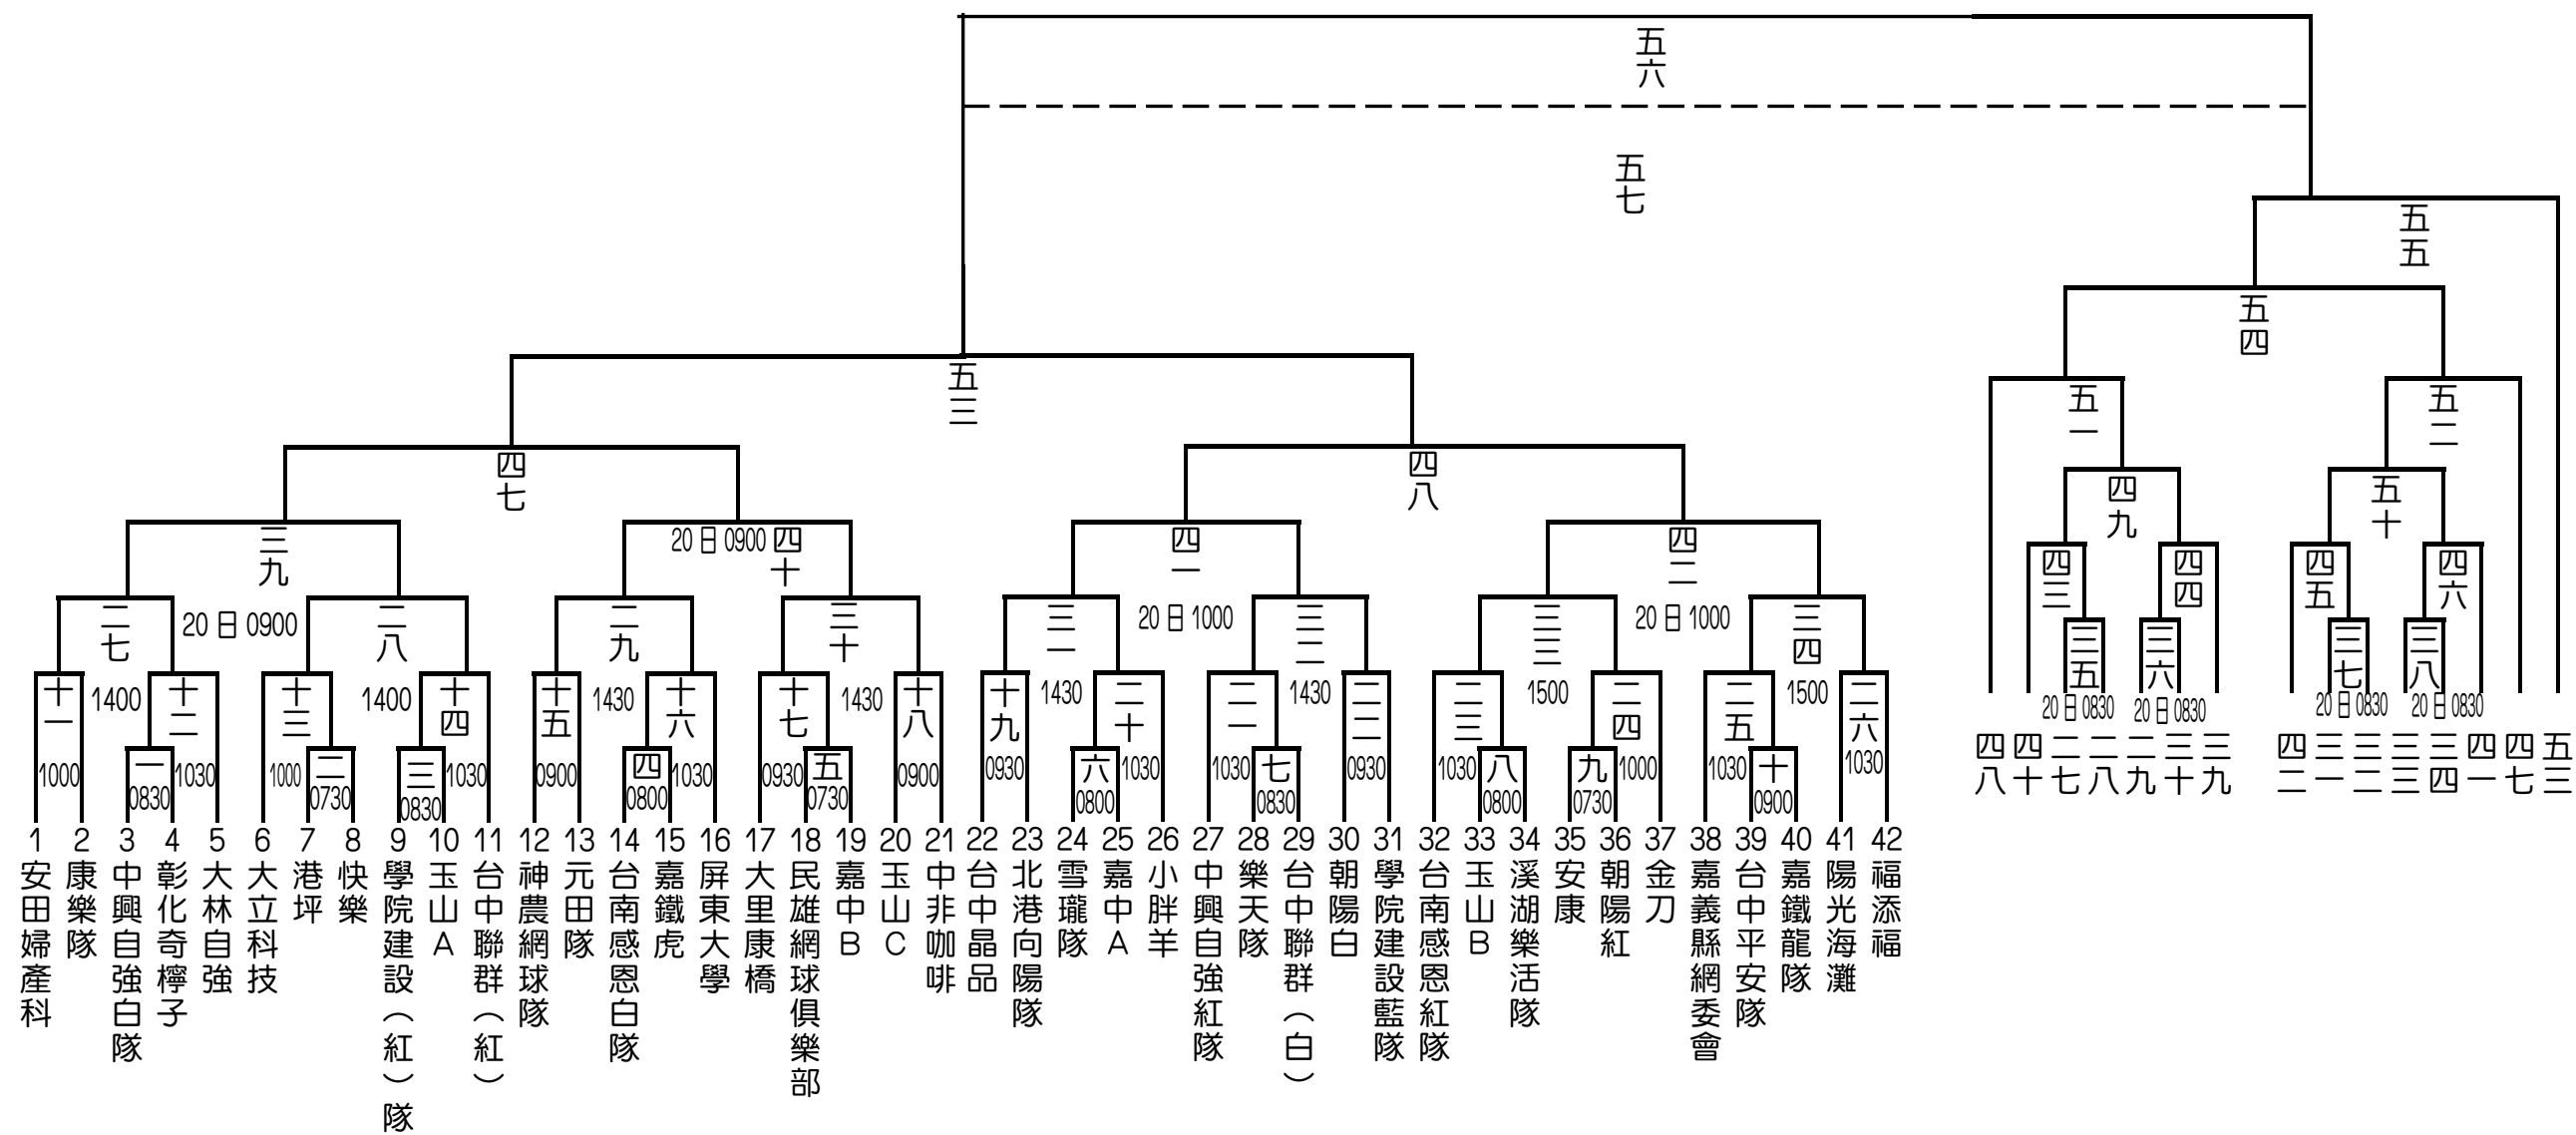 五六
五七
五五
五四
五三
五一
五二
四七
四八
四九
五十
三九
20日0900
四十
四一
四二
四三
四四
四五
四六
二七
20日0900
二八
二九
三十
三一
20日1000
三二
三三
20日1000
三四
三五
三六
三七
三八
20日0830
20日0830
20日0830
20日0830
十一
1400
十二
十三
1400
十四
十五
1430
十六
十七
1430
十八
十九
1430
二十
二一
1430
二二
二三
1500
二四
二五
1500
二六
1000
一
0830
1030
1000
二
0730
三
0830
1030
0900
四
0800
1030
0930
五
0730
0900
0930
六
0800
1030
1030
七
0830
0930
1030
八
0800
九
0730
1000
1030
十
0900
1030
四八
四十
二七
二八
二九
三十
三九
四二
三一
三二
三三
三四
四一
四七
五三
1 安田婦產科
2 康樂隊
3 中興自強白隊
4 彰化奇檸子
5 大林自強
6 大立科技
7 港坪
8 快樂
9 學院建設（紅）隊
10 玉山A
11 台中聯群（紅）
12 神農網球隊
13 元田隊
14 台南感恩白隊
15 嘉鐵虎
16 屏東大學
17 大里康橋
18 民雄網球俱樂部
19 嘉中B
20 玉山C
21 中非咖啡
22 台中晶品
23 北港向陽隊
24 雪瓏隊
25 嘉中A
26 小胖羊
27 中興自強紅隊
28 樂天隊
29 台中聯群（白）
30 朝陽白
31 學院建設藍隊
32 台南感恩紅隊
33 玉山B
34 溪湖樂活隊
35 安康
36 朝陽紅
37 金刀
38 嘉義縣網委會
39 台中平安隊
40 嘉鐵龍隊
41 陽光海灘
42 福添福